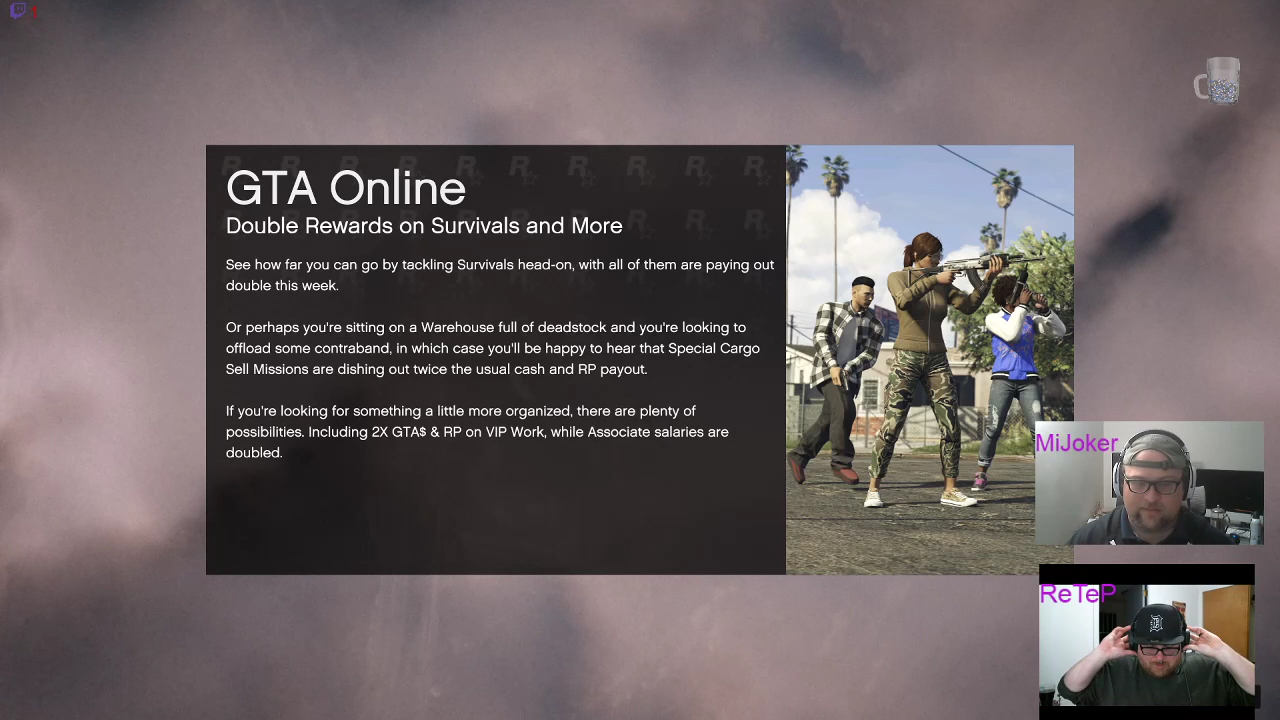 GTA Online
Double Rewards on Survivals and More
See how far you can go by tackling Survivals head-on, with all of them are paying out
double this week.
Or perhaps you're sitting on a Warehouse full of deadstock and you're looking to
offload some contraband, in which case you'll be happy to hear that Special Cargo
Sell Missions are dishing out twice the usual cash and RP payout.
If you're looking for something a little more organized, there are plenty of
possibilities. Including 2X GTA$ & RP on VIP Work, while Associate salaries are
doubled.
MiJoker
ReTeP